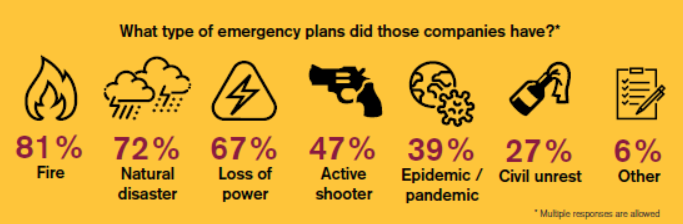 What type of emergency plans did those companies have?*
81% 72% 67% 47% 39% 27% 6%
Fire Natural disaster Loss of power Active shooter Epidemic / pandemic Civil unrest Other
* Multiple responses are allowed